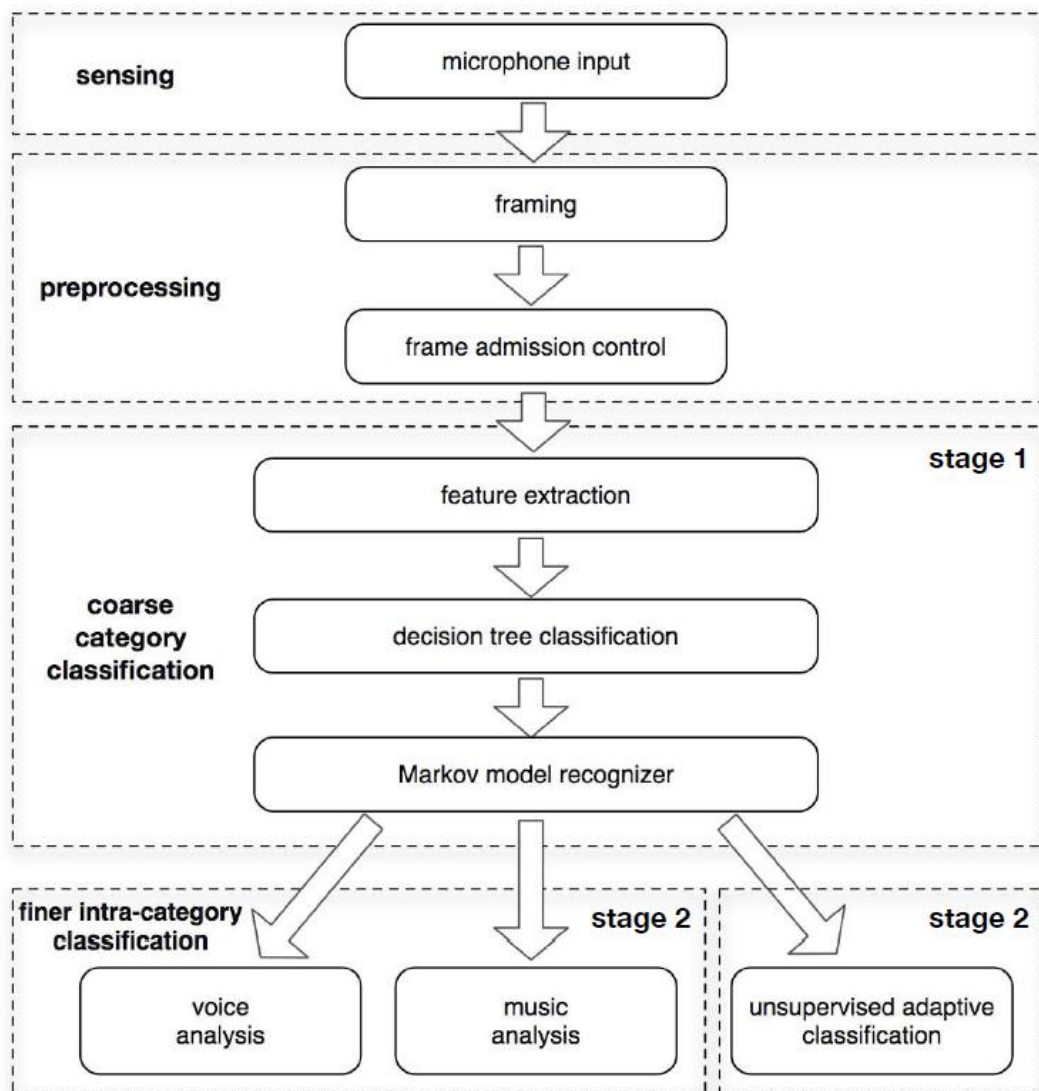 sensing
microphone input
preprocessing
framing
frame admission control
stage 1
coarse
category
classification
feature extraction
decision tree classification
Markov model recognizer
finer intra-category
classification
stage 2
voice
analysis
music
analysis
stage 2
unsupervised adaptive
classification